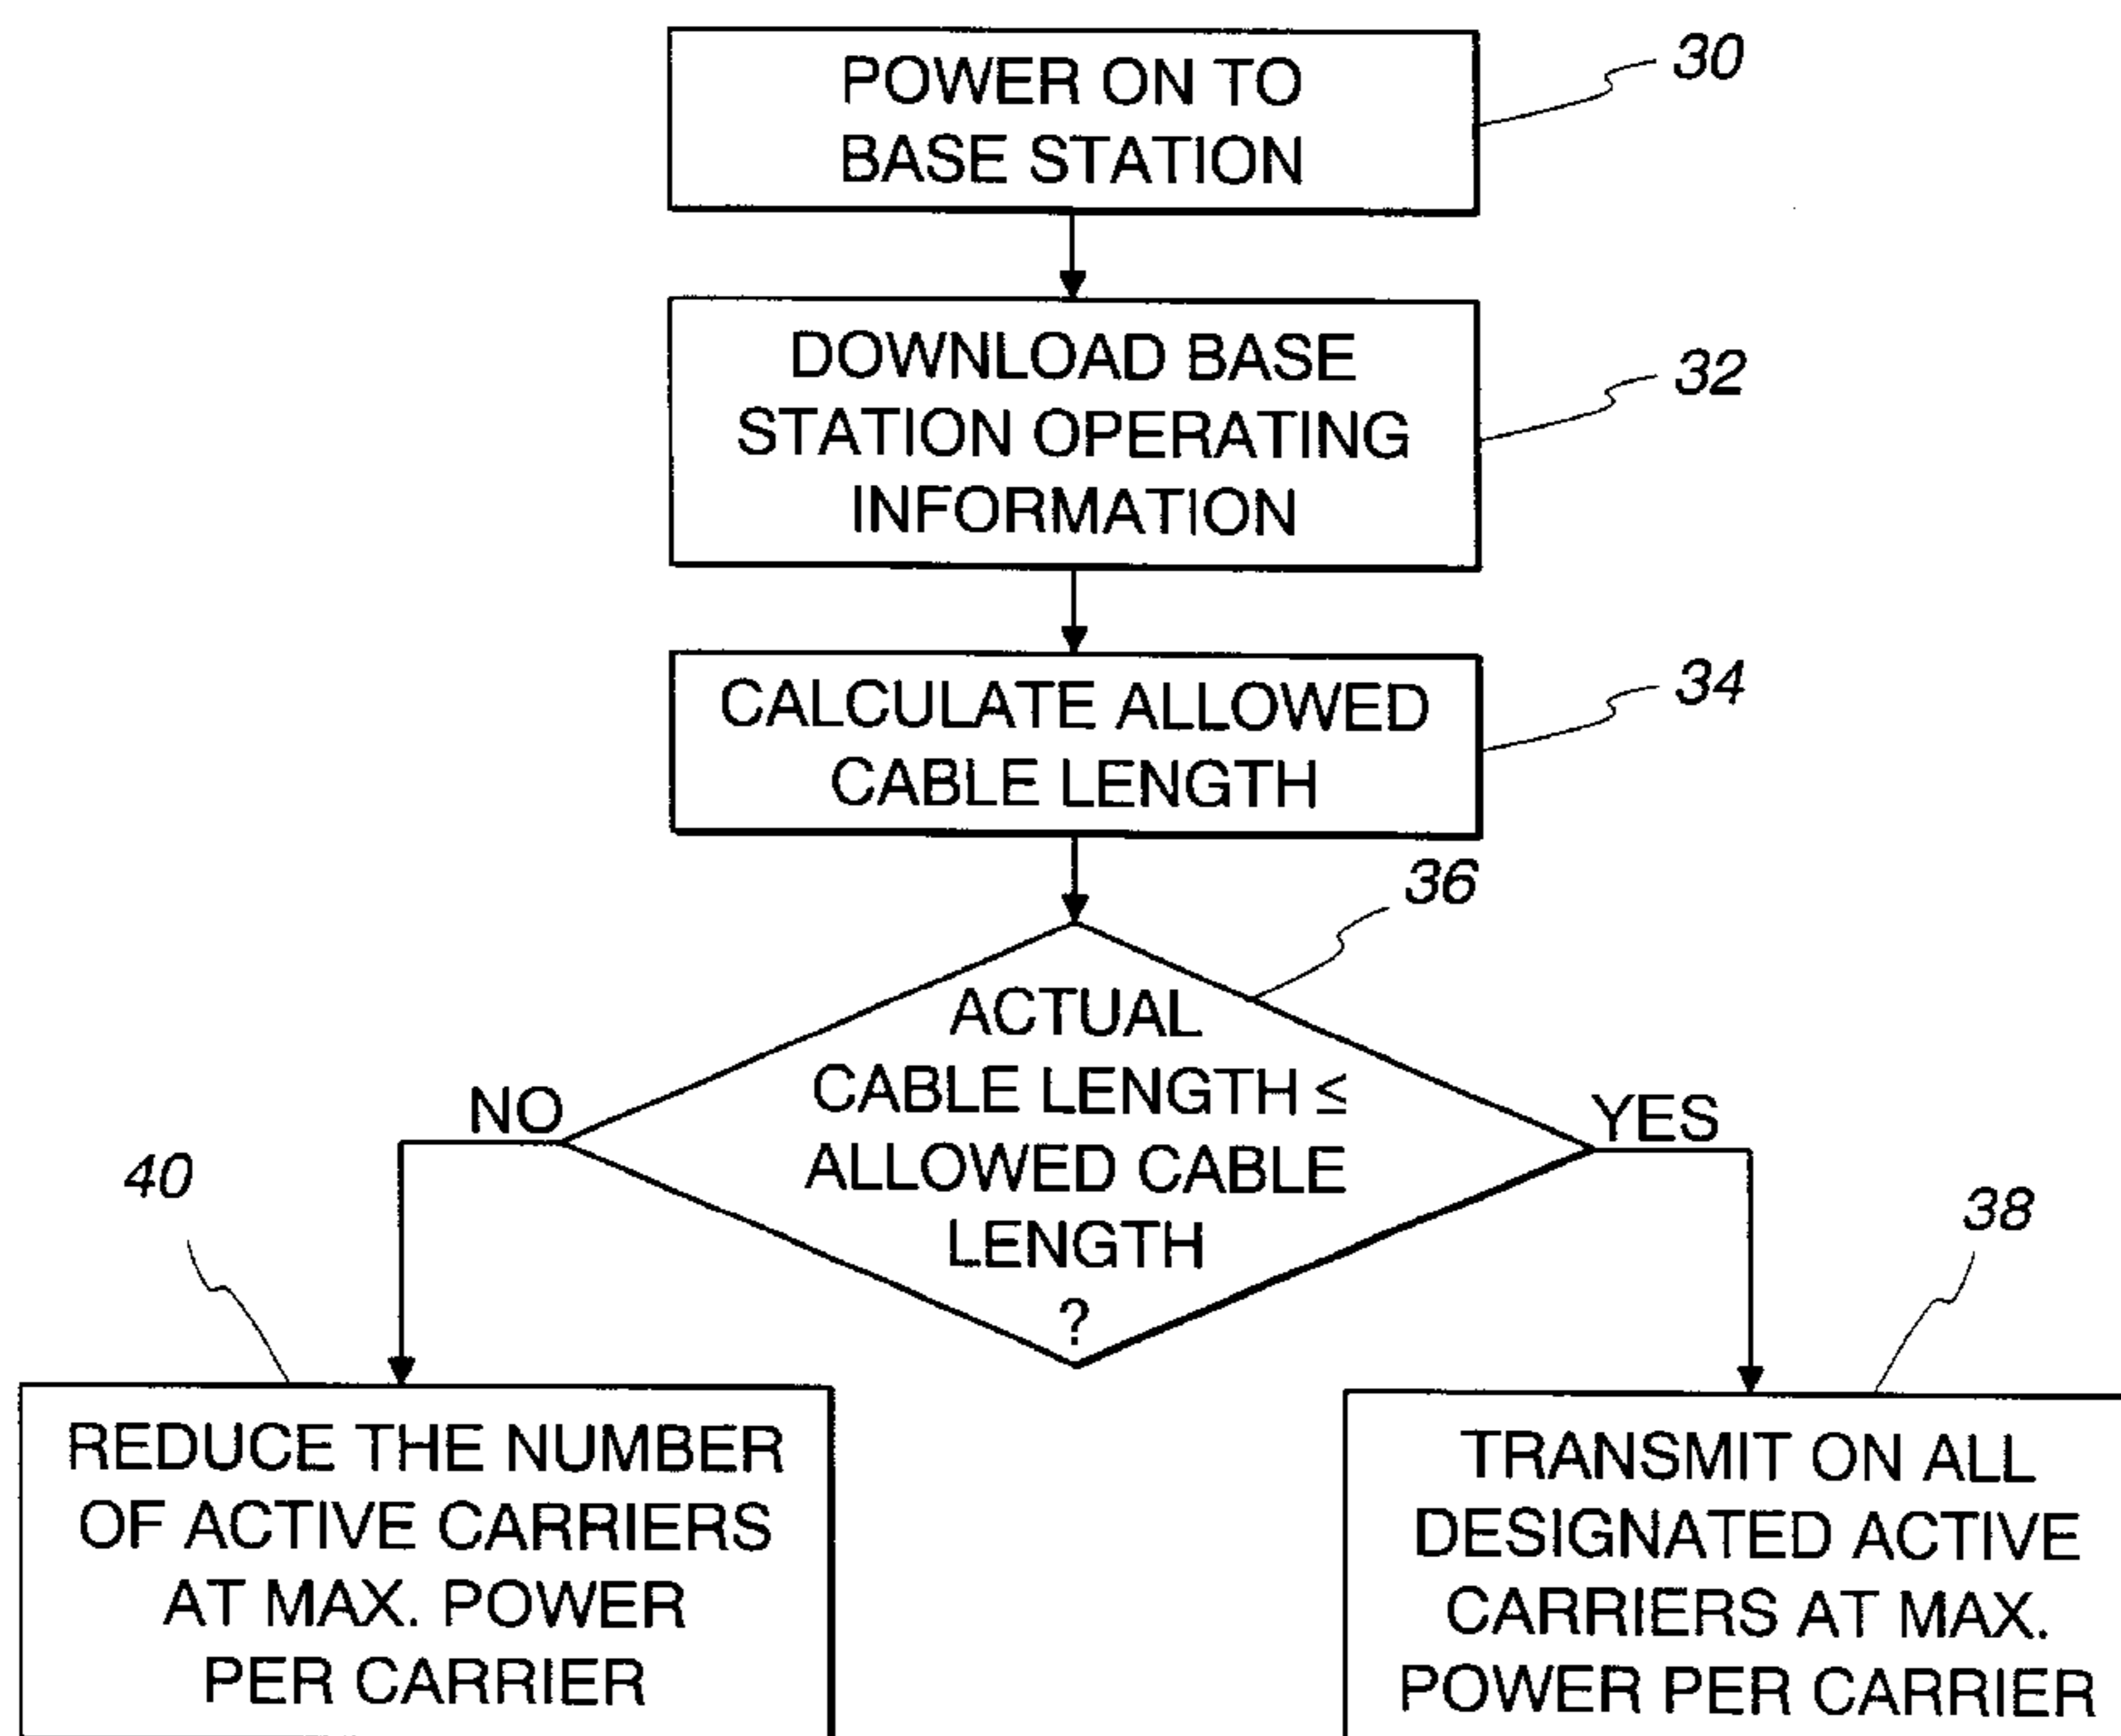 POWER ON TO
BASE STATION
30
DOWNLOAD BASE
STATION OPERATING
INFORMATION
32
CALCULATE ALLOWED
CABLE LENGTH
34
36
ACTUAL
CABLE LENGTH ≤
ALLOWED CABLE
LENGTH
?
NO
YES
40
38
REDUCE THE NUMBER
OF ACTIVE CARRIERS
AT MAX. POWER
PER CARRIER
TRANSMIT ON ALL
DESIGNATED ACTIVE
CARRIERS AT MAX.
POWER PER CARRIER